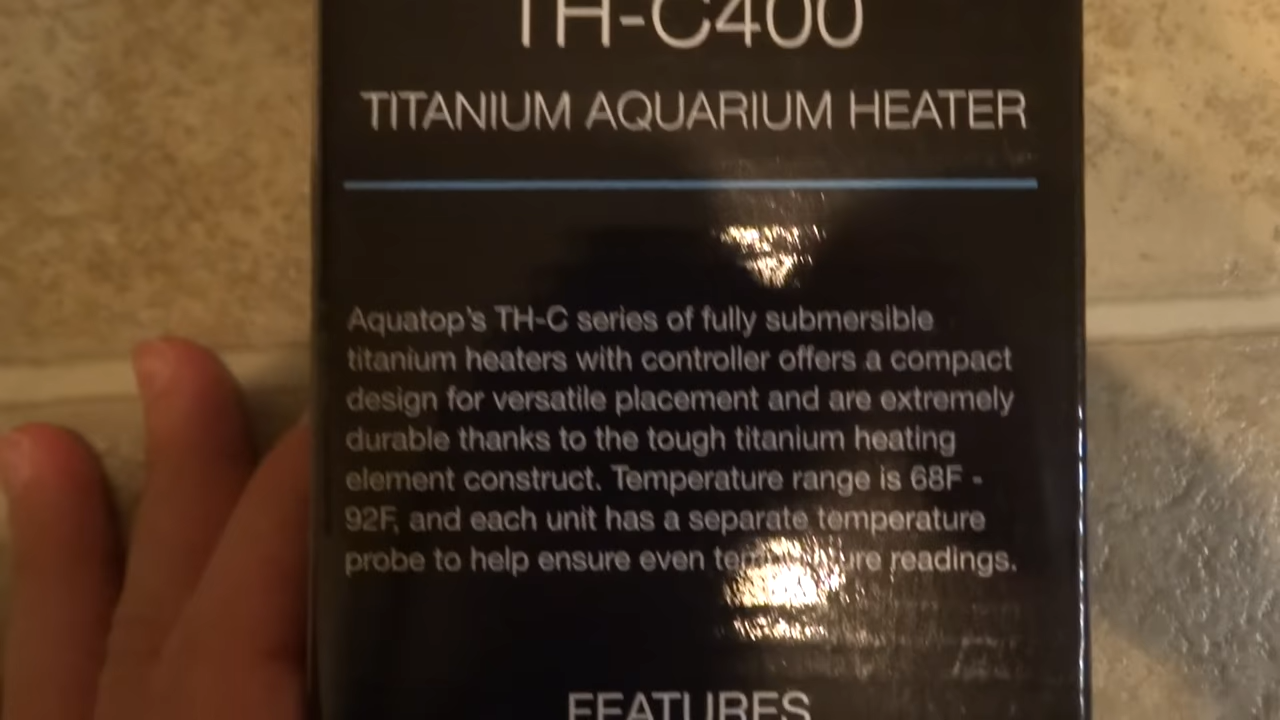 TH-C400
TITANIUM AQUARIUM HEATER
Aquatop's TH-C series of fully submersible
titanium heaters with controller offers a compact
design for versatile placement and are extremely
durable thanks to the tough titanium heating
element construct. Temperature range is 68F -
92F, and each unit has a separate temperature
probe to help ensure even temperature readings.
FEATURES